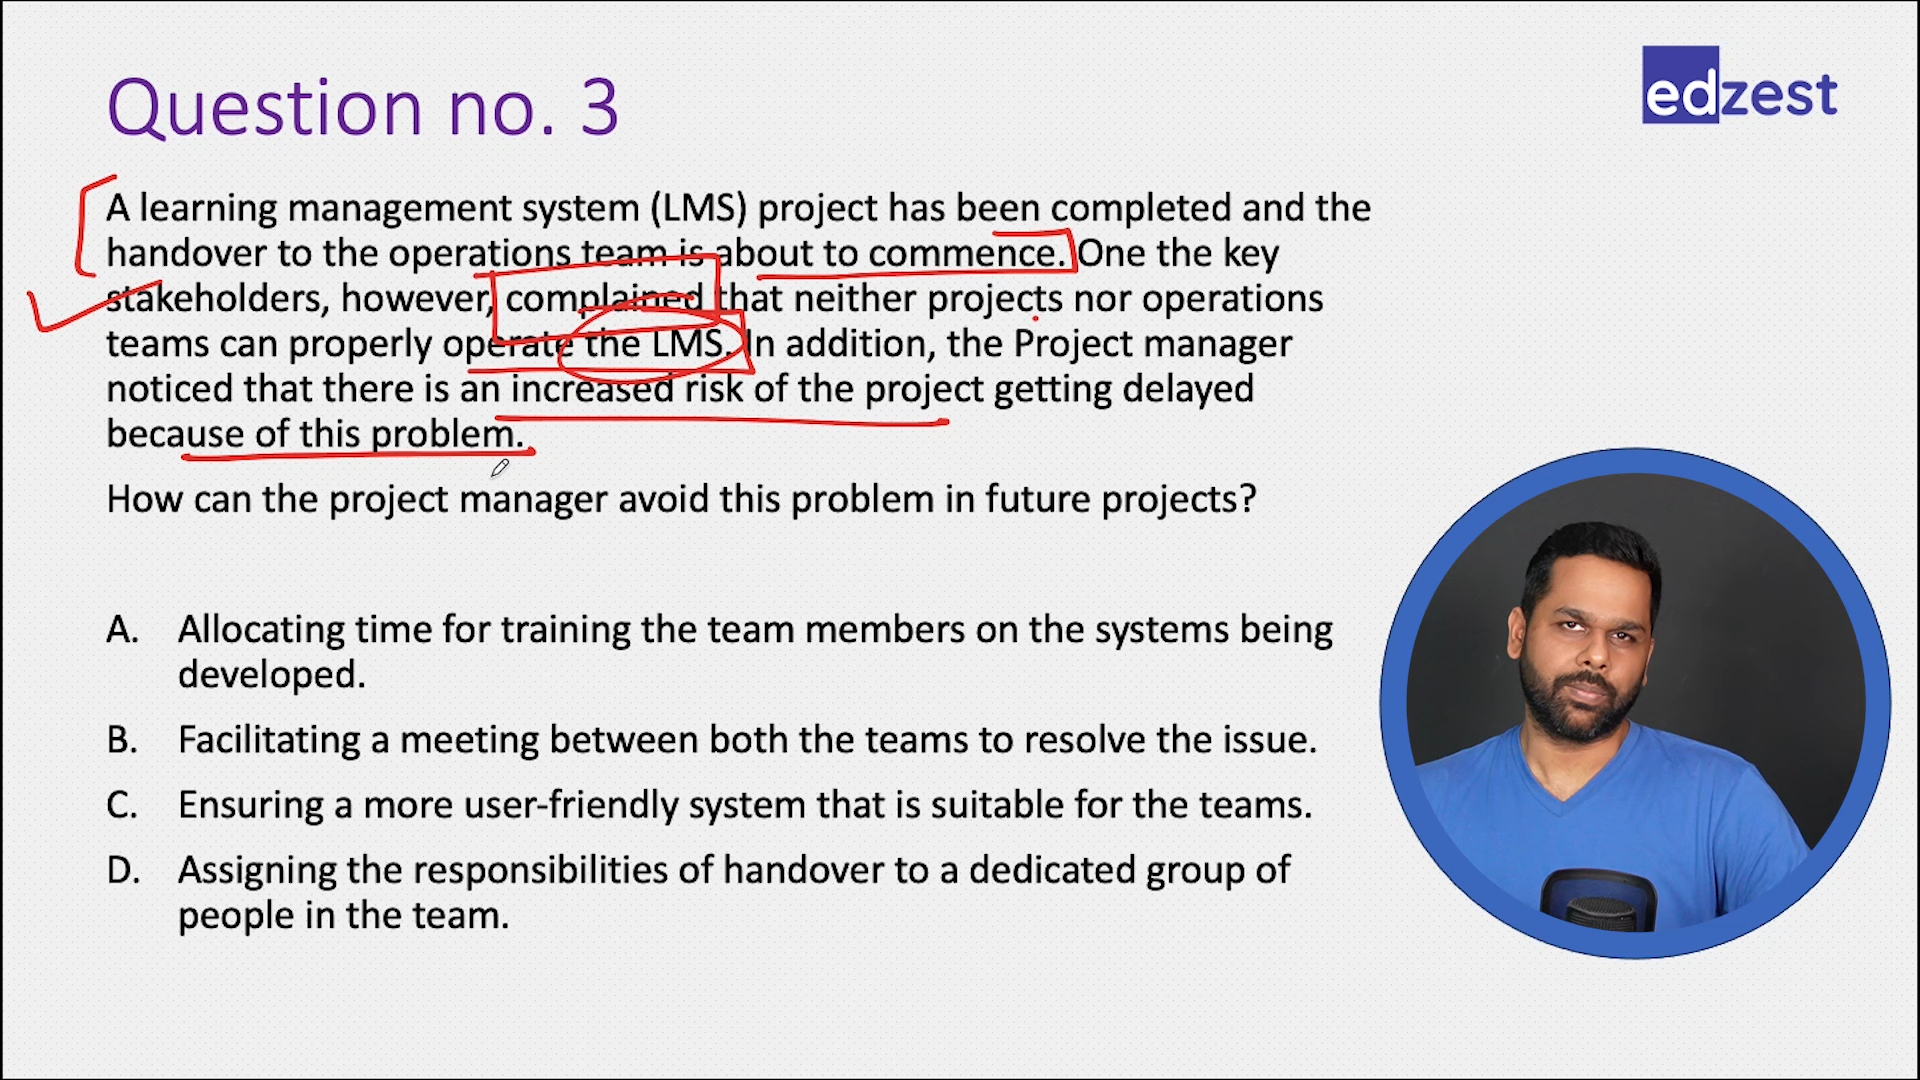 Question no. 3
edzest
A learning management system (LMS) project has been completed and the
handover to the operations team is about to commence. One the key
stakeholders, however, complained that neither projects nor operations
teams can properly operate the LMS. In addition, the Project manager
noticed that there is an increased risk of the project getting delayed
because of this problem.
How can the project manager avoid this problem in future projects?
A. Allocating time for training the team members on the systems being
developed.
B. Facilitating a meeting between both the teams to resolve the issue.
C. Ensuring a more user-friendly system that is suitable for the teams.
D. Assigning the responsibilities of handover to a dedicated group of
people in the team.